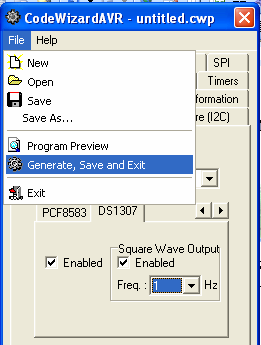 CodeWizardAVR - untitled.cwp
File Help
New
Open
Save
Save As...
Program Preview
Generate, Save and Exit
Exit
SPI
Timers
formation
re (I2C)
PCF8583 DS1307
Square Wave Output
Enabled
Enabled
Freq.: 1 Hz